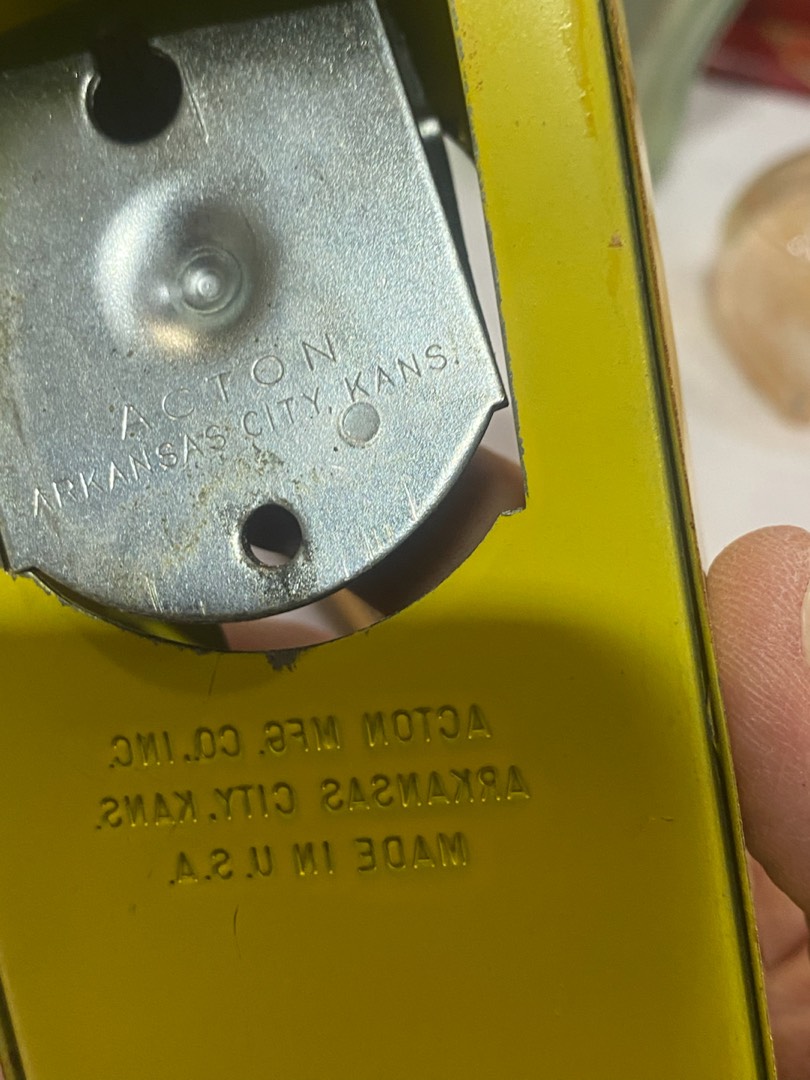 ACTON
ARKANSAS CITY, KANS.
ACTON MFG. CO., INC.
ARKANSAS CITY, KANS.
MADE IN U.S.A.